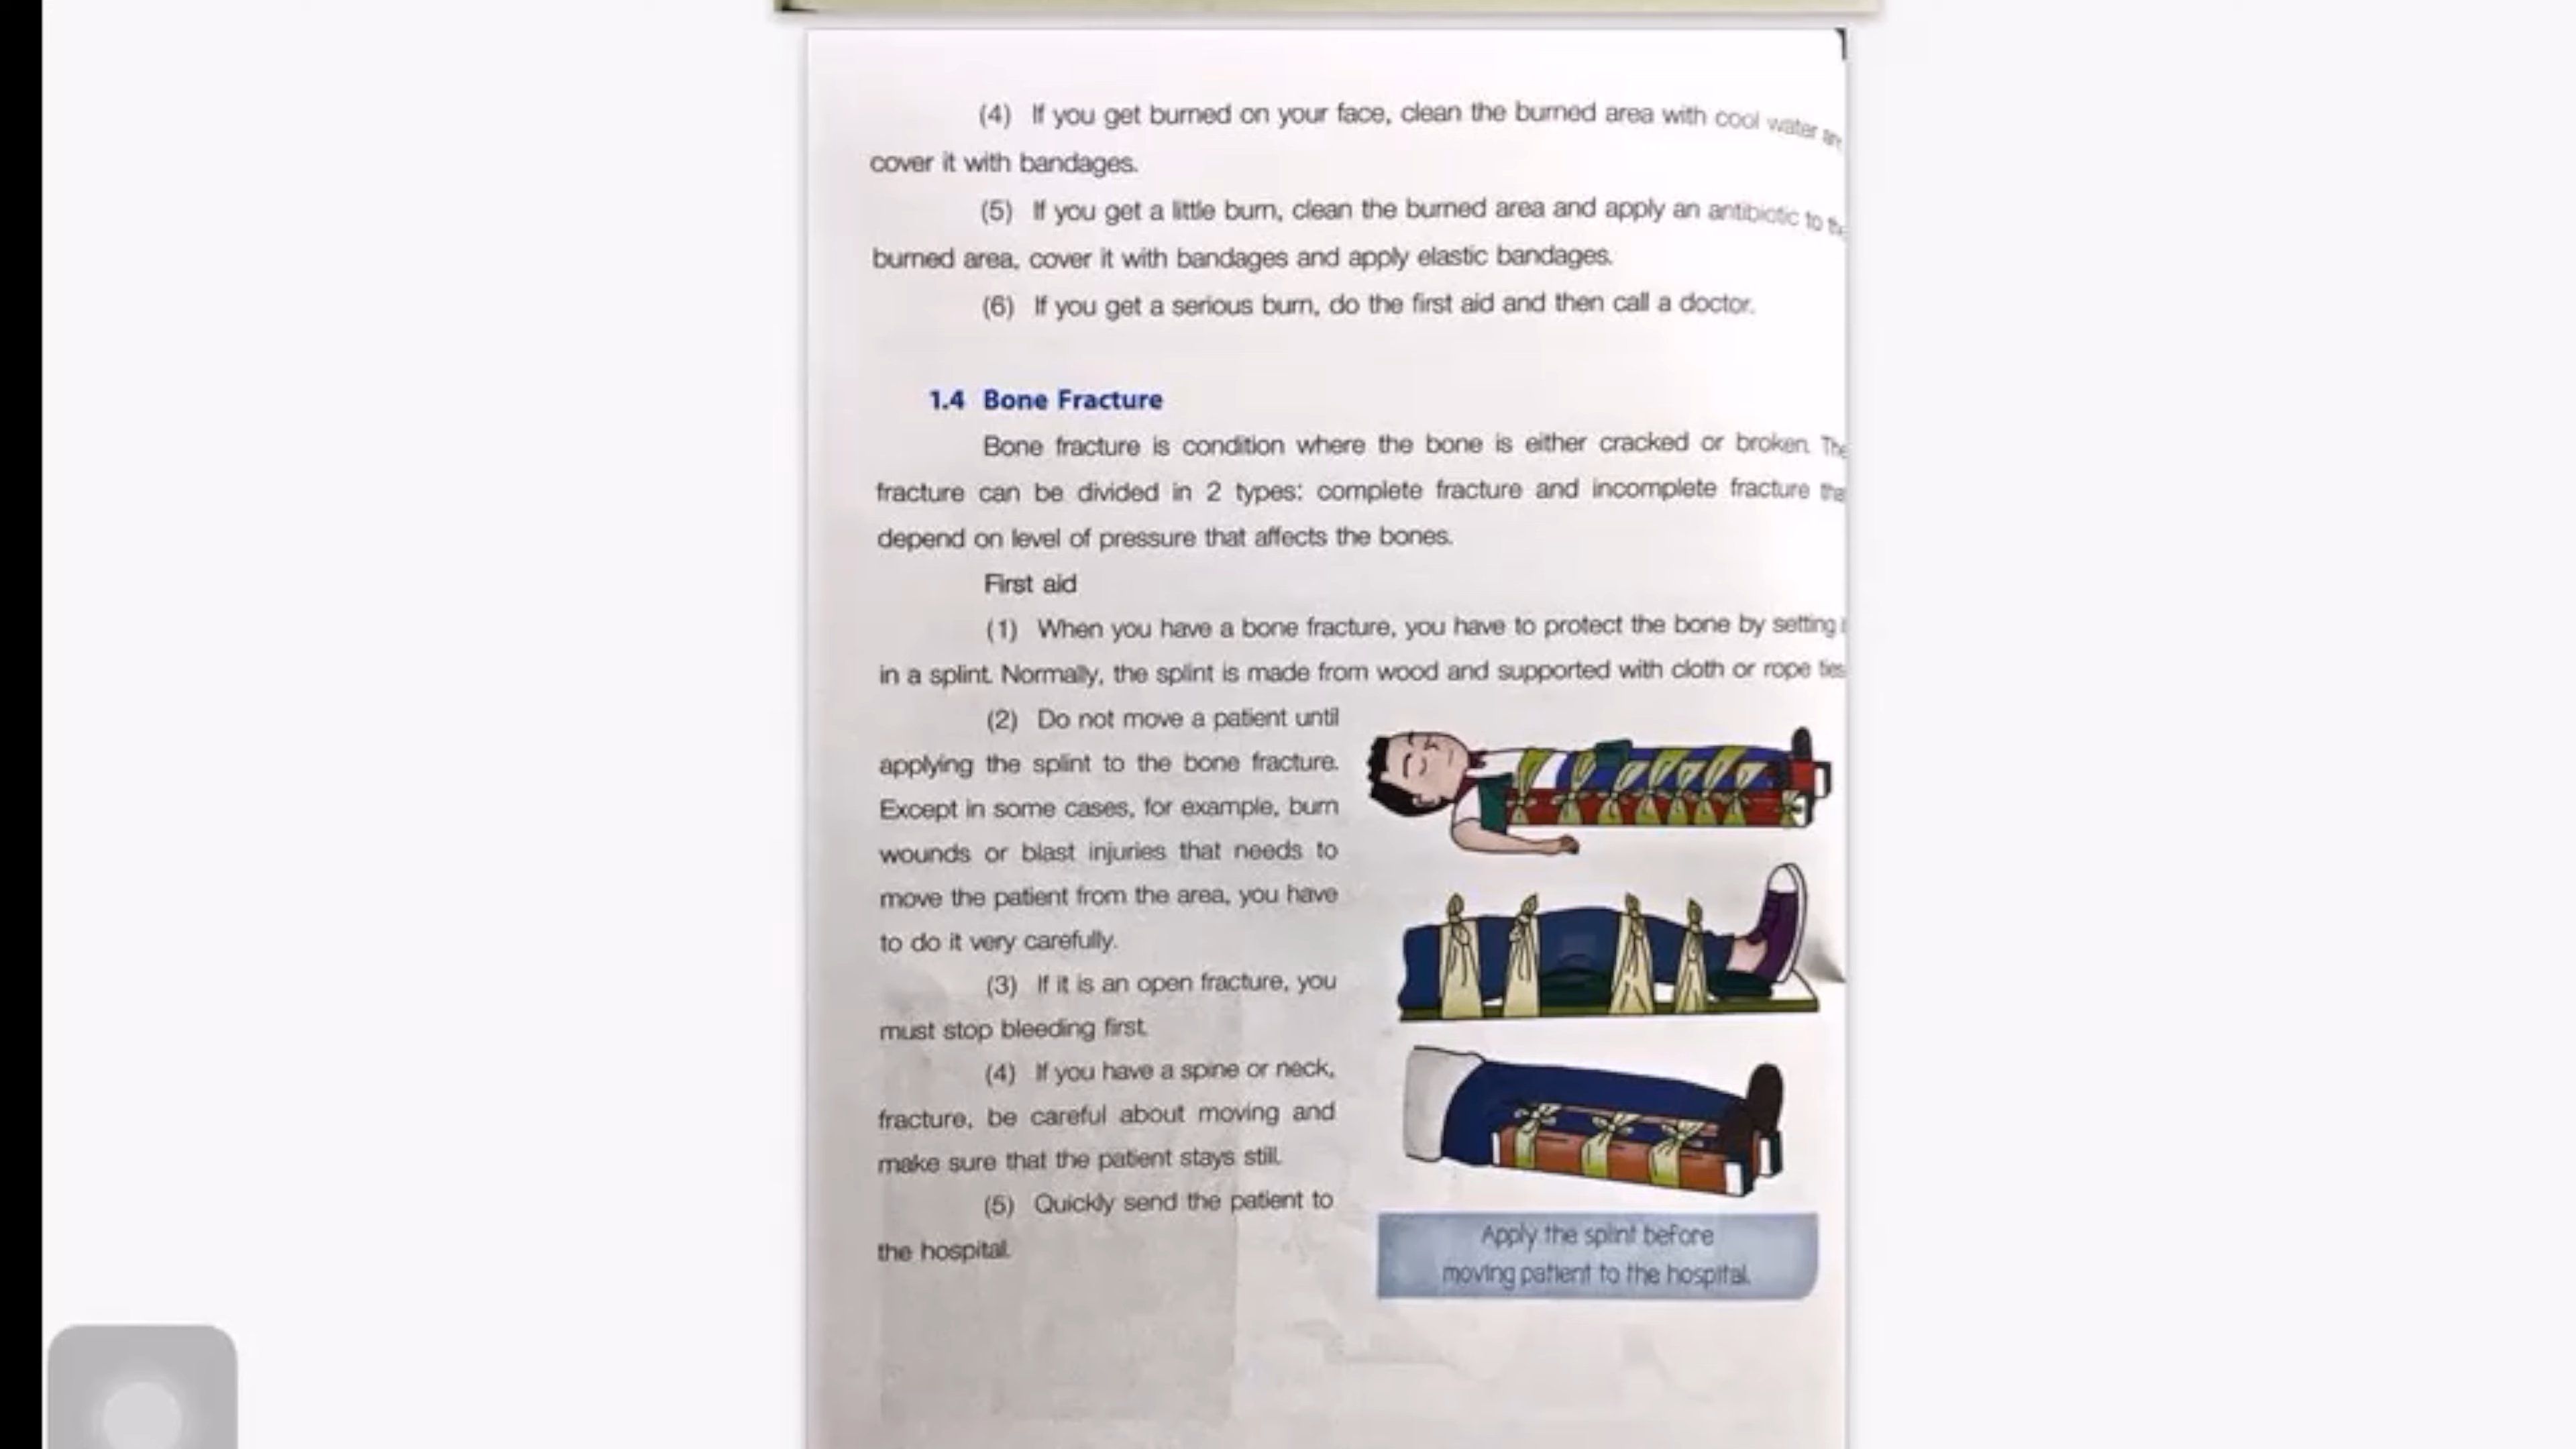 (4) If you get burned on your face, clean the burned area with cool water
cover it with bandages.
(5) If you get a little burn, clean the burned area and apply an antibiotic to
burned area, cover it with bandages and apply elastic bandages.
(6) If you get a serious burn, do the first aid and then call a doctor.
1.4 Bone Fracture
Bone fracture is condition where the bone is either cracked or broken. The
fracture can be divided in 2 types: complete fracture and incomplete fracture
depend on level of pressure that affects the bones.
First aid
(1) When you have a bone fracture, you have to protect the bone by setting
in a splint. Normally, the splint is made from wood and supported with cloth or rope ties
(2) Do not move a patient until
applying the splint to the bone fracture.
Except in some cases, for example, burn
wounds or blast injuries that needs to
move the patient from the area, you have
to do it very carefully.
(3) If it is an open fracture, you
must stop bleeding first.
(4) If you have a spine or neck,
fracture, be careful about moving and
make sure that the patient stays still.
(5) Quickly send the patient to
the hospital.
Apply the splint before
moving patient to the hospital.